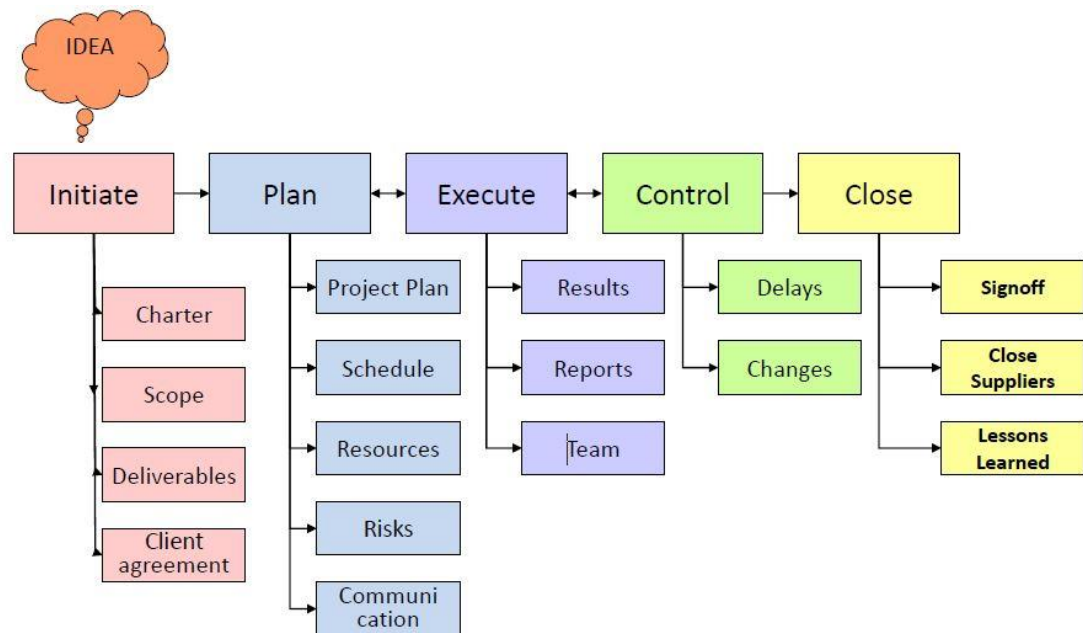 IDEA
Initiate
Plan
Execute
Control
Close
Charter
Scope
Deliverables
Client
agreement
Project Plan
Schedule
Resources
Risks
Communi
cation
Results
Reports
Team
Delays
Changes
Signoff
Close
Suppliers
Lessons
Learned